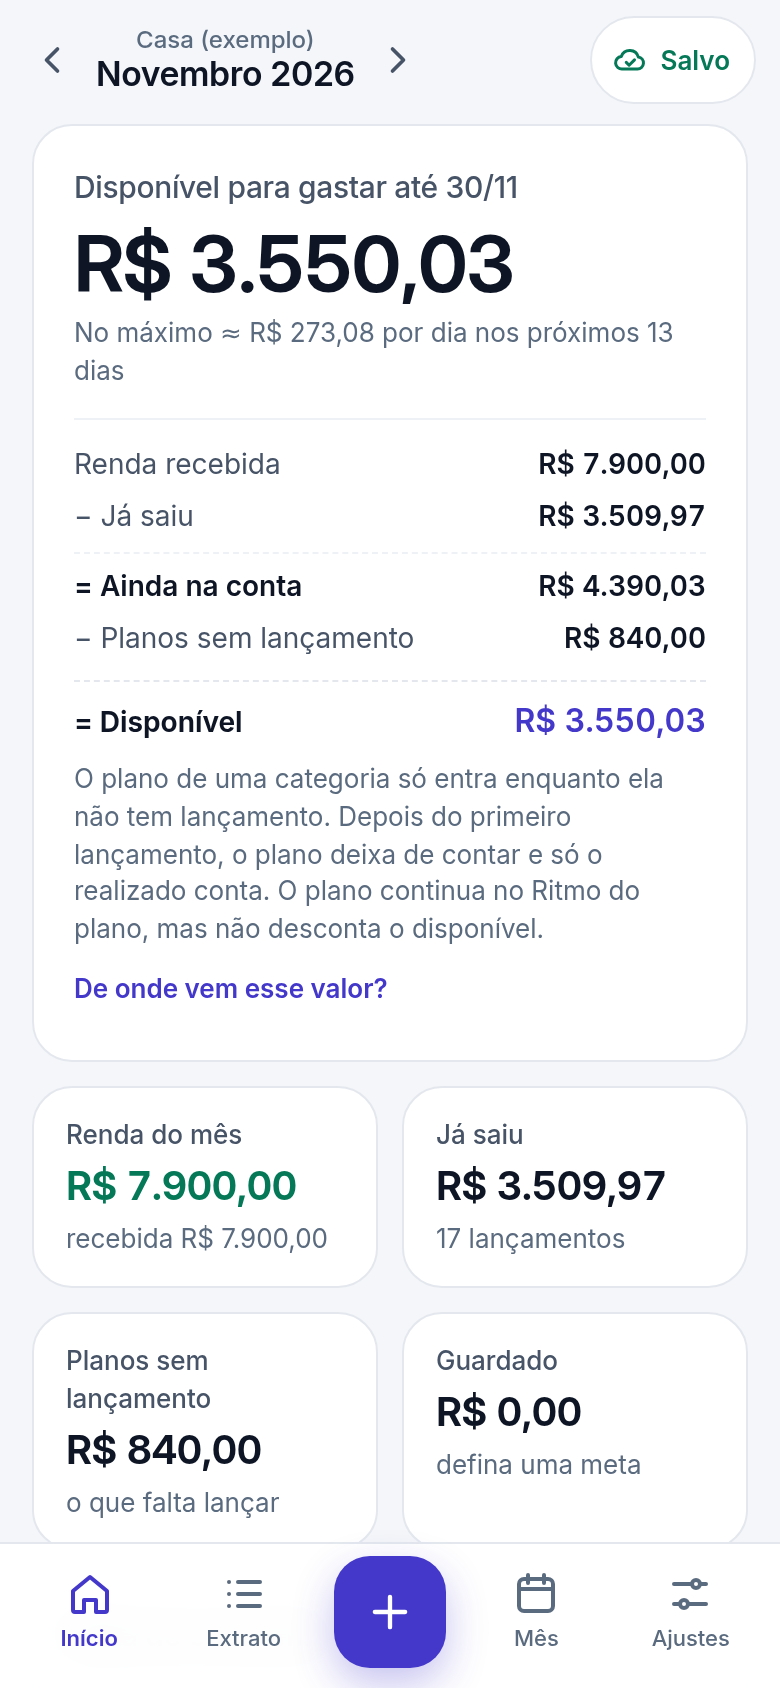 Casa (exemplo)
Novembro 2026
Salvo
Disponível para gastar até 30/11
R$ 3.550,03
No máximo ≈ R$ 273,08 por dia nos próximos 13
dias
Renda recebida R$ 7.900,00
− Já saiu R$ 3.509,97
= Ainda na conta R$ 4.390,03
− Planos sem lançamento R$ 840,00
= Disponível R$ 3.550,03
O plano de uma categoria só entra enquanto ela
não tem lançamento. Depois do primeiro
lançamento, o plano deixa de contar e só o
realizado conta. O plano continua no Ritmo do
plano, mas não desconta o disponível.
De onde vem esse valor?
Renda do mês
R$ 7.900,00
recebida R$ 7.900,00
Já saiu
R$ 3.509,97
17 lançamentos
Planos sem
lançamento
R$ 840,00
o que falta lançar
Guardado
R$ 0,00
defina uma meta
Início
Extrato
Mês
Ajustes